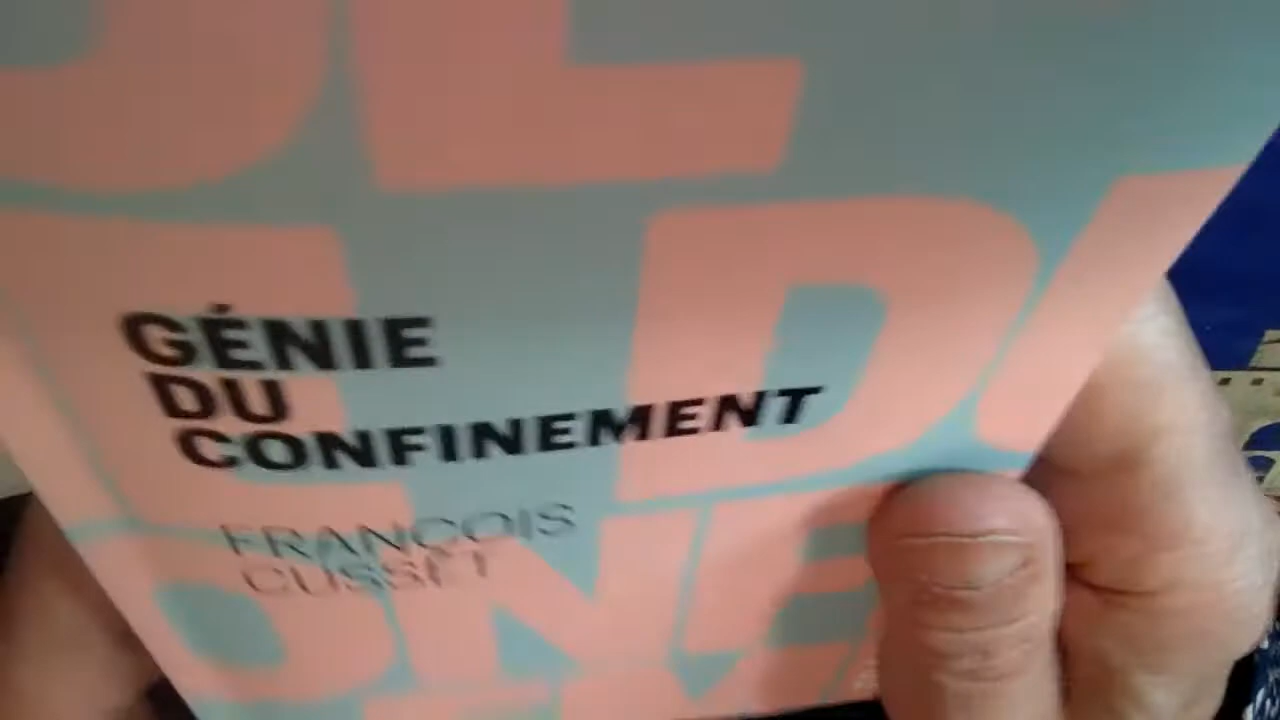 GÉNIE
DU
CONFINEMENT
FRANÇOIS
CUSSET